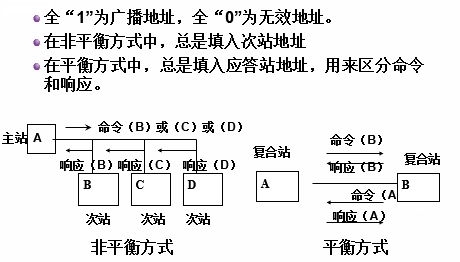 全“1”为广播地址，全“0”为无效地址。
在非平衡方式中，总是填入次站地址
在平衡方式中，总是填入应答站地址，用来区分命令
和响应。
命令（B）或（C）或（D）
主站 A
响应（B） 响应（C） 响应（D）
B C D
次站 次站 次站
非平衡方式
命令（B）
复合站 响应（B） 复合站
A B
命令（A
响应（A）
平衡方式